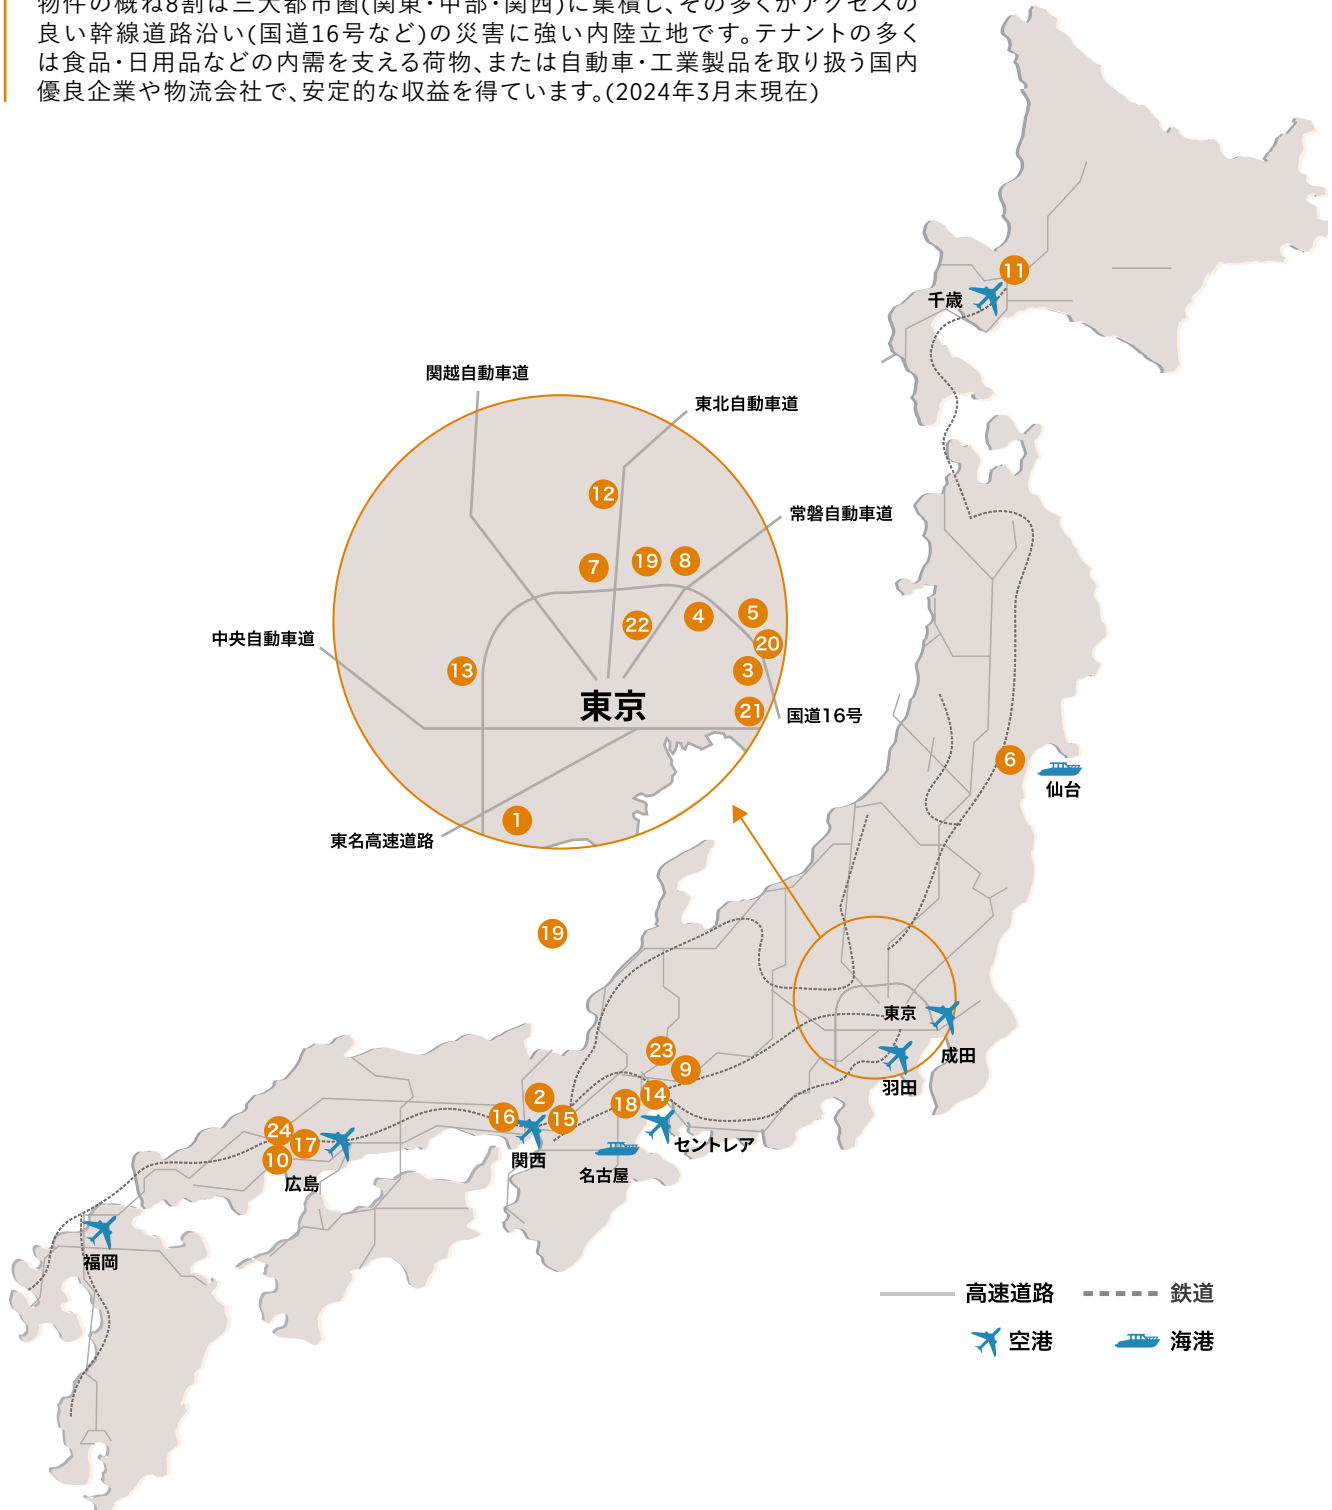 物件の概ね8割は三大都市圏(関東・中部・関西)に集積し、その多くがアクセスの
良い幹線道路沿い(国道16号など)の災害に強い内陸立地です。テナントの多く
は食品・日用品などの内需を支える荷物、または自動車・工業製品を取り扱う国内
優良企業や物流会社で、安定的な収益を得ています。(2024年3月末現在)
11
千歳
関越自動車道
東北自動車道
12
常磐自動車道
7
19
8
22
4
5
20
中央自動車道
13
3
東京
21
国道16号
6
仙台
1
東名高速道路
19
東京
成田
羽田
23
9
2
14
18
16
15
セントレア
関西
名古屋
24
17
10
広島
福岡
高速道路
鉄道
空港
海港